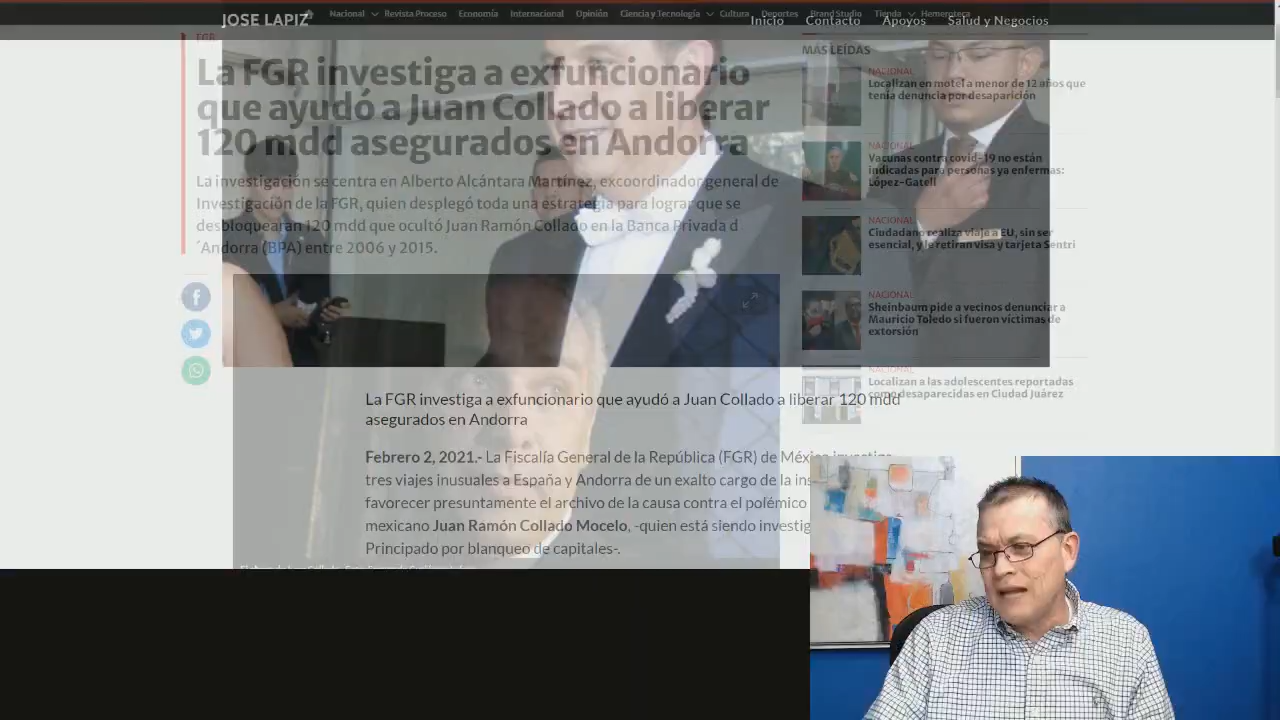 JOSE LAPIZ
Nacional
Revista Proceso
Economía
Internacional
Opinión
Ciencia y Tecnología
Cultura
Deportes
Brand Studio
Tienda
Hemeroteca
Inicio
Contacto
Apoyos
Salud y Negocios
FGR
La FGR investiga a exfuncionario
que ayudó a Juan Collado a liberar
120 mdd asegurados en Andorra
La investigación se centra en Alberto Alcántara Martínez, excoordinador general de
Investigación de la FGR, quien desplegó toda una estrategia para lograr que se
desbloquearan 120 mdd que ocultó Juan Ramón Collado en la Banca Privada d
´Andorra (BPA) entre 2006 y 2015.
MÁS LEÍDAS
NACIONAL
Localizan en motel a menor de 12 años que
tenía denuncia por desaparición
NACIONAL
Vacunas contra covid-19 no están
indicadas para personas ya enfermas:
López-Gatell
NACIONAL
Ciudadano realiza viaje a EU, sin ser
esencial, y le retiran visa y tarjeta Sentri
NACIONAL
Sheinbaum pide a vecinos denunciar a
Mauricio Toledo si fueron víctimas de
extorsión
NACIONAL
Localizan a las adolescentes reportadas
como desaparecidas en Ciudad Juárez
La FGR investiga a exfuncionario que ayudó a Juan Collado a liberar 120 mdd
asegurados en Andorra
Febrero 2, 2021.- La Fiscalía General de la República (FGR) de México investiga
tres viajes inusuales a España y Andorra de un exalto cargo de la ins
favorecer presuntamente el archivo de la causa contra el polémico
mexicano Juan Ramón Collado Mocelo, -quien está siendo investig
Principado por blanqueo de capitales-.